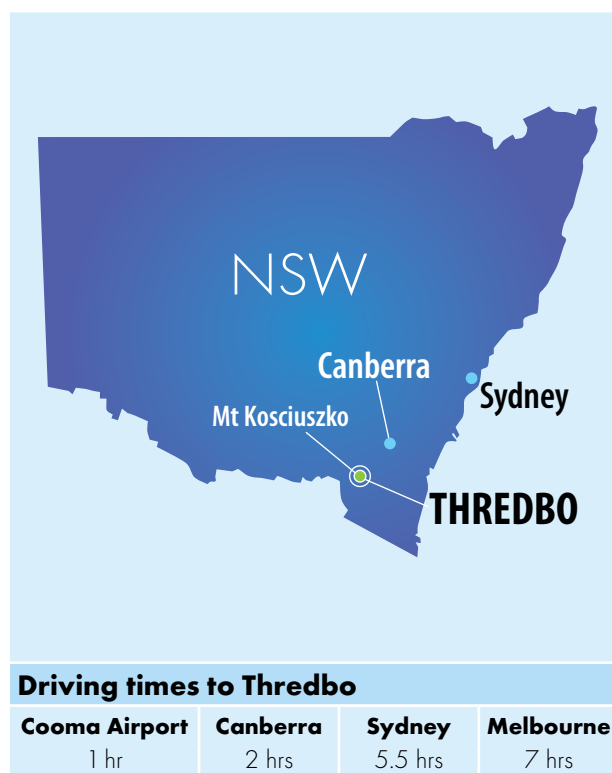 NSW
Canberra
Sydney
Mt Kosciuszko
THREDBO
Driving times to Thredbo
Cooma Airport Canberra Sydney Melbourne
1 hr 2 hrs 5.5 hrs 7 hrs